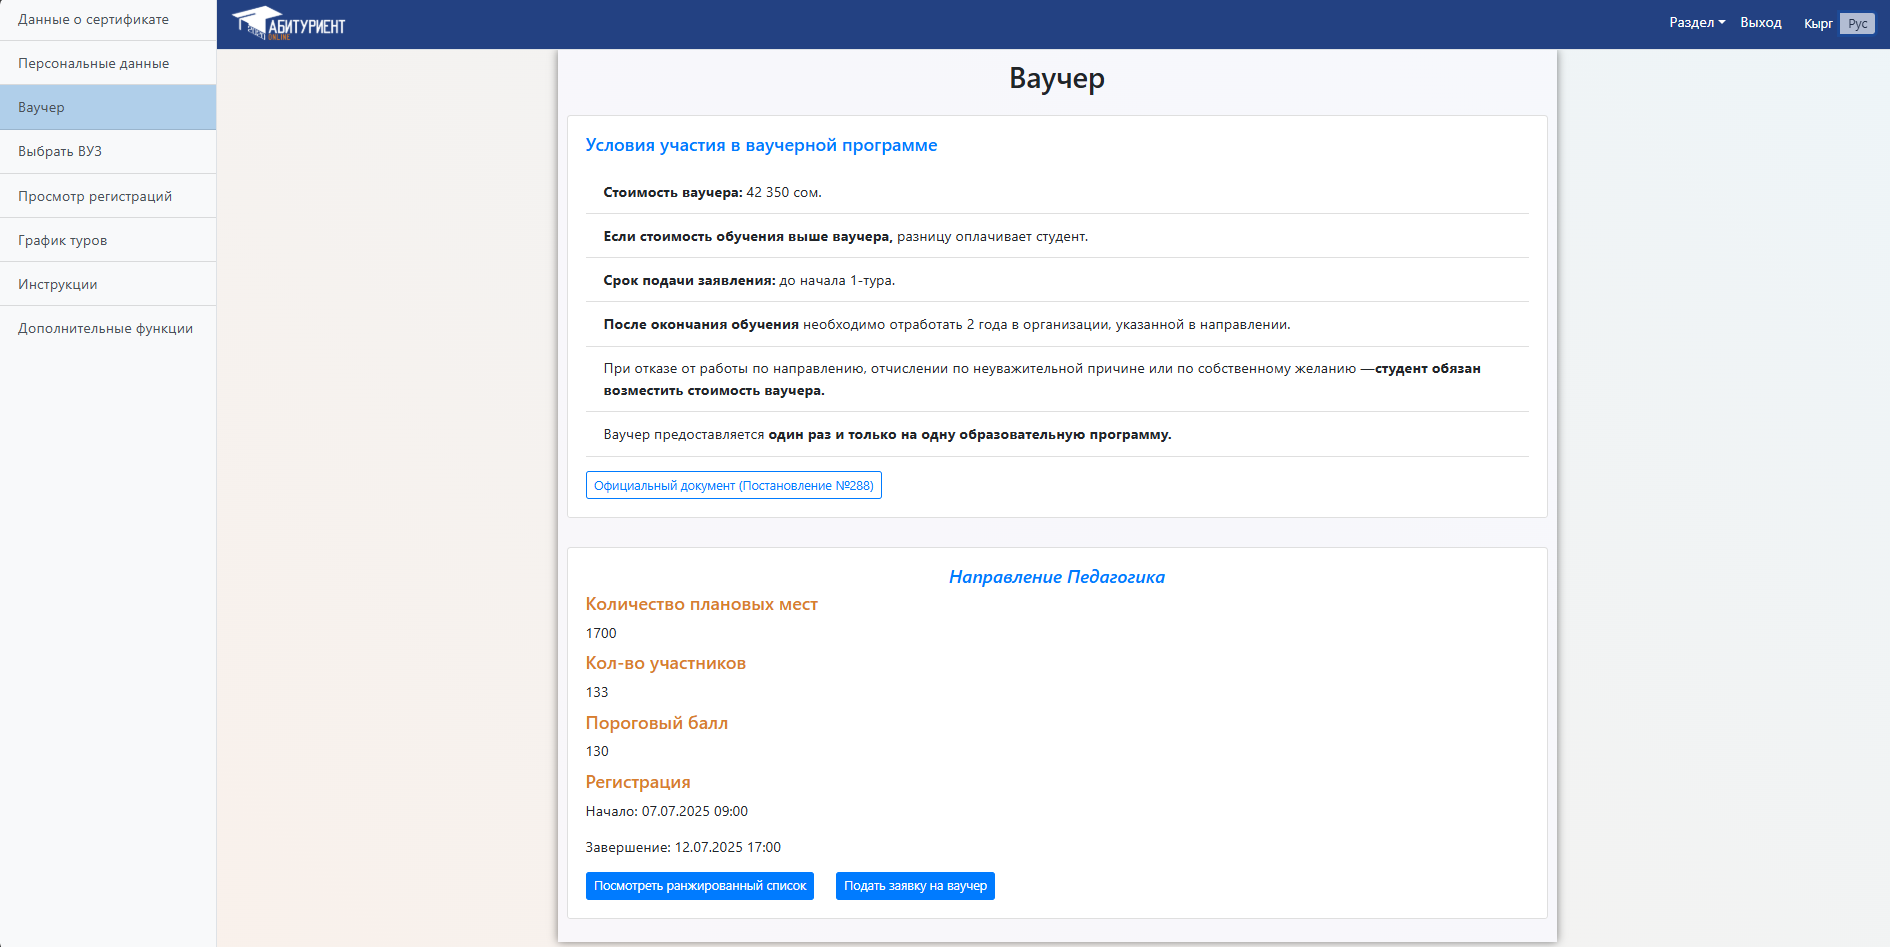 Данные о сертификате
Персональные данные
Ваучер
Выбрать ВУЗ
Просмотр регистраций
График туров
Инструкции
Дополнительные функции
АБИТУРИЕНТ
ONLINE
Раздел
Выход
Кырг
Рус
Ваучер
Условия участия в ваучерной программе
Стоимость ваучера: 42 350 сом.
Если стоимость обучения выше ваучера, разницу оплачивает студент.
Срок подачи заявления: до начала 1-тура.
После окончания обучения необходимо отработать 2 года в организации, указанной в направлении.
При отказе от работы по направлению, отчислении по неуважительной причине или по собственному желанию —студент обязан
возместить стоимость ваучера.
Ваучер предоставляется один раз и только на одну образовательную программу.
Официальный документ (Постановление №288)
Направление Педагогика
Количество плановых мест
1700
Кол-во участников
133
Пороговый балл
130
Регистрация
Начало: 07.07.2025 09:00
Завершение: 12.07.2025 17:00
Посмотреть ранжированный список
Подать заявку на ваучер